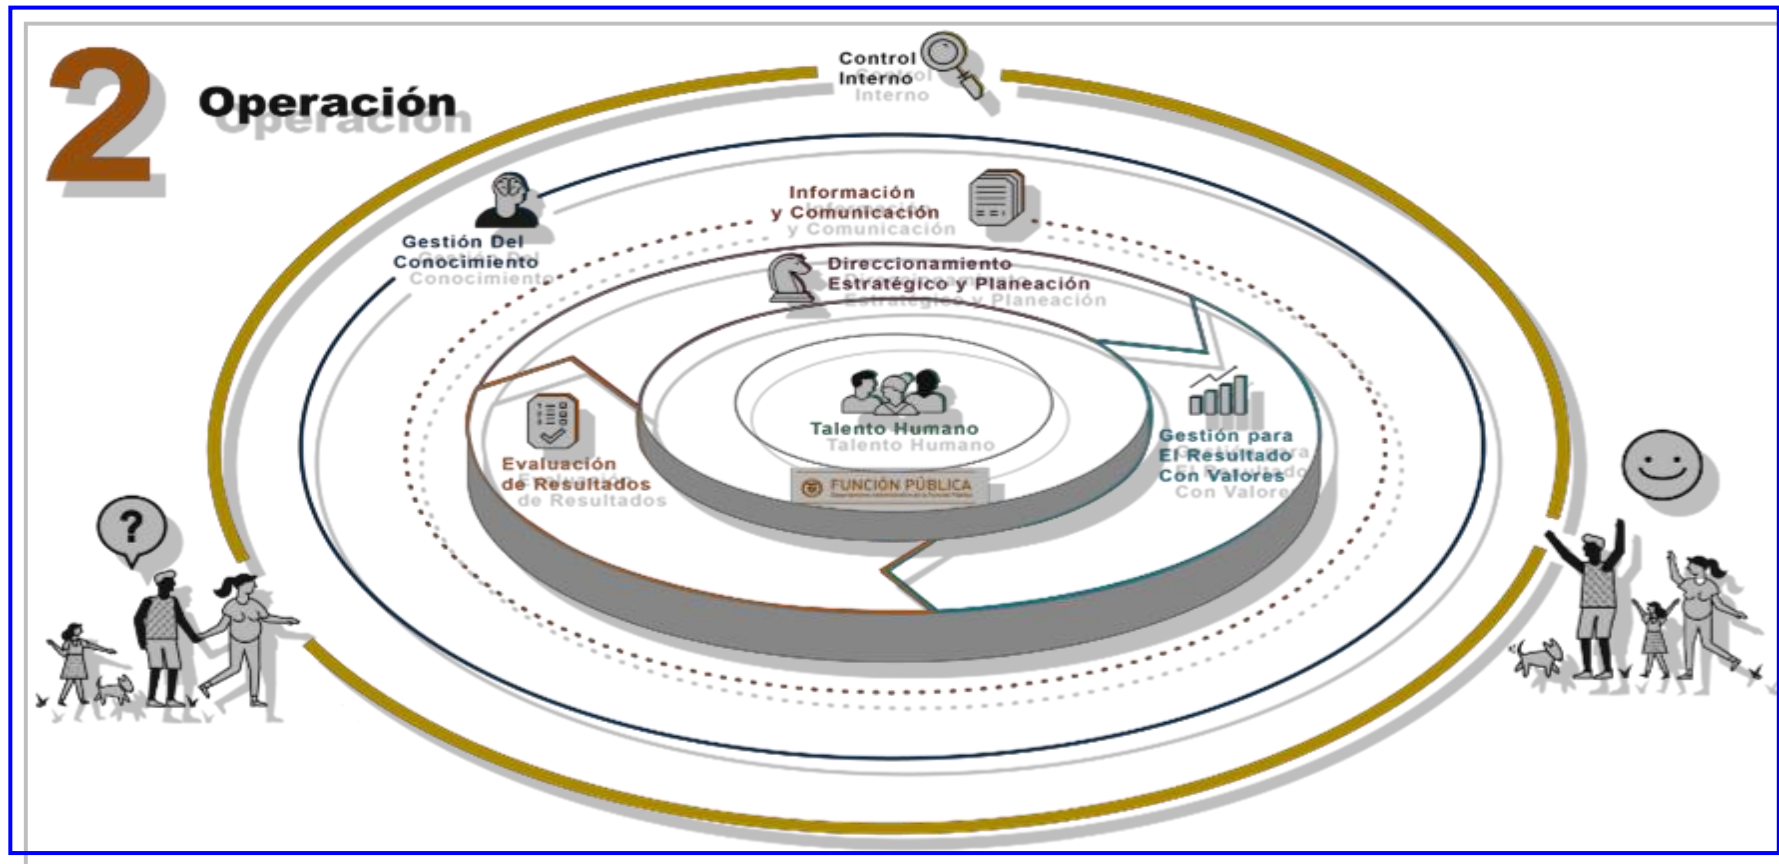 2
Operación
Control
Interno
Información
y Comunicación
Gestión Del
Conocimiento
Direccionamiento
Estratégico y Planeación
Talento Humano
Gestión para
El Resultado
Con Valores
Evaluación
de Resultados
FUNCIÓN PÚBLICA
?